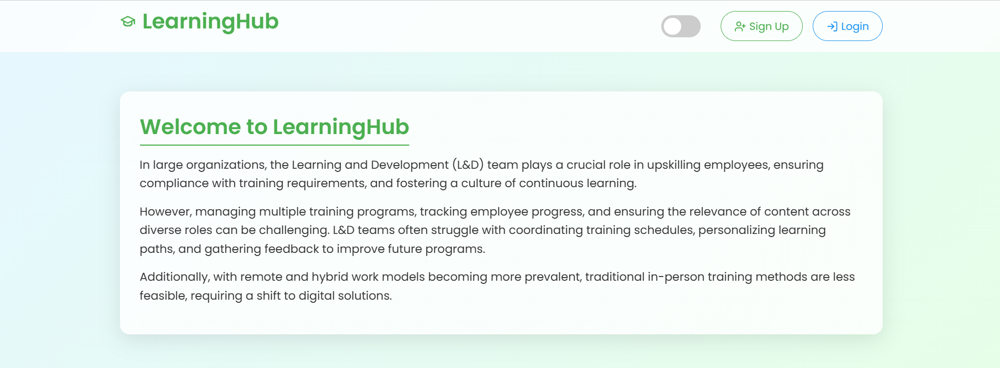 LearningHub
Sign Up
Login
Welcome to LearningHub
In large organizations, the Learning and Development (L&D) team plays a crucial role in upskilling employees, ensuring
compliance with training requirements, and fostering a culture of continuous learning.
However, managing multiple training programs, tracking employee progress, and ensuring the relevance of content across
diverse roles can be challenging. L&D teams often struggle with coordinating training schedules, personalizing learning
paths, and gathering feedback to improve future programs.
Additionally, with remote and hybrid work models becoming more prevalent, traditional in-person training methods are less
feasible, requiring a shift to digital solutions.